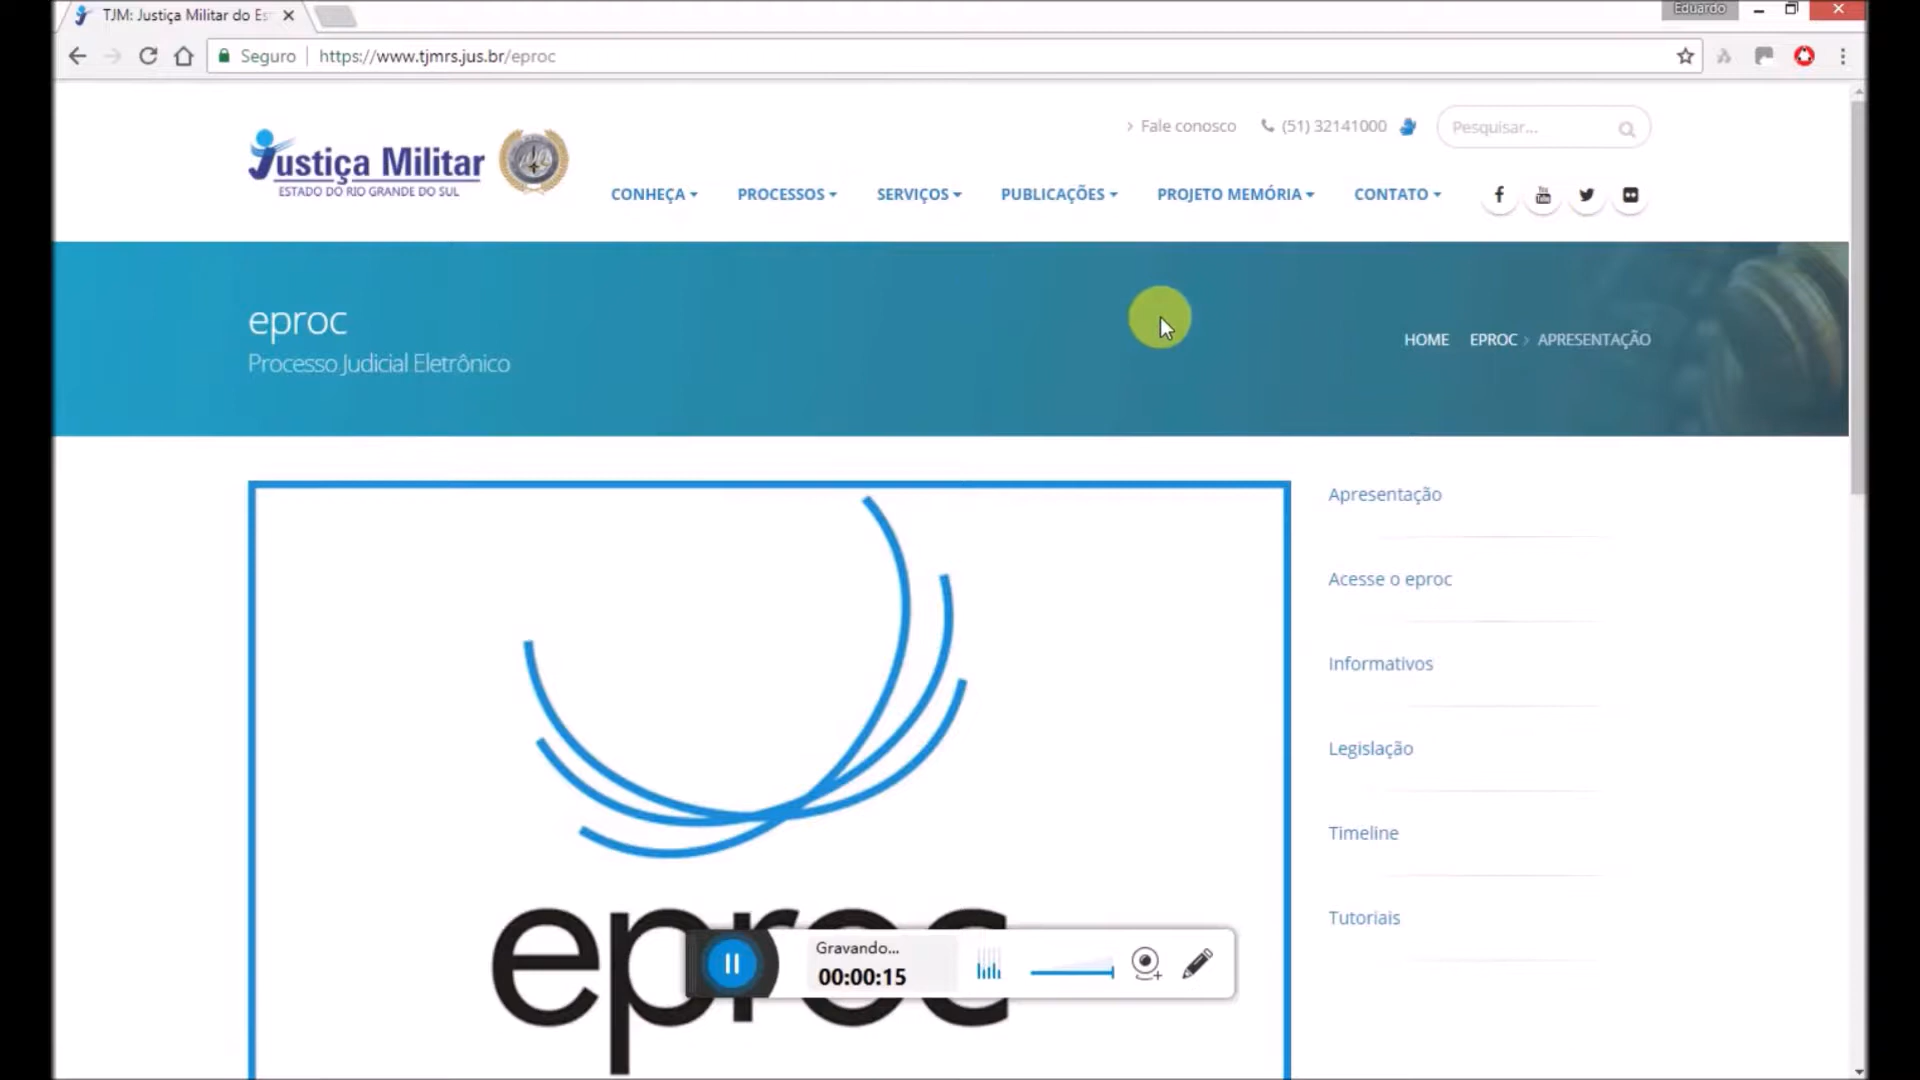 TJM: Justiça Militar do Es
Eduardo
Seguro
https://www.tjmrs.jus.br/eproc
Fale conosco
(51) 32141000
Pesquisar...
Justiça Militar
ESTADO DO RIO GRANDE DO SUL
CONHEÇA
PROCESSOS
SERVIÇOS
PUBLICAÇÕES
PROJETO MEMÓRIA
CONTATO
You Tube
eproc
Processo Judicial Eletrônico
HOME EPROC > APRESENTAÇÃO
Apresentação
Acesse o eproc
Informativos
Legislação
Timeline
Tutoriais
eproc
Gravando...
00:00:15